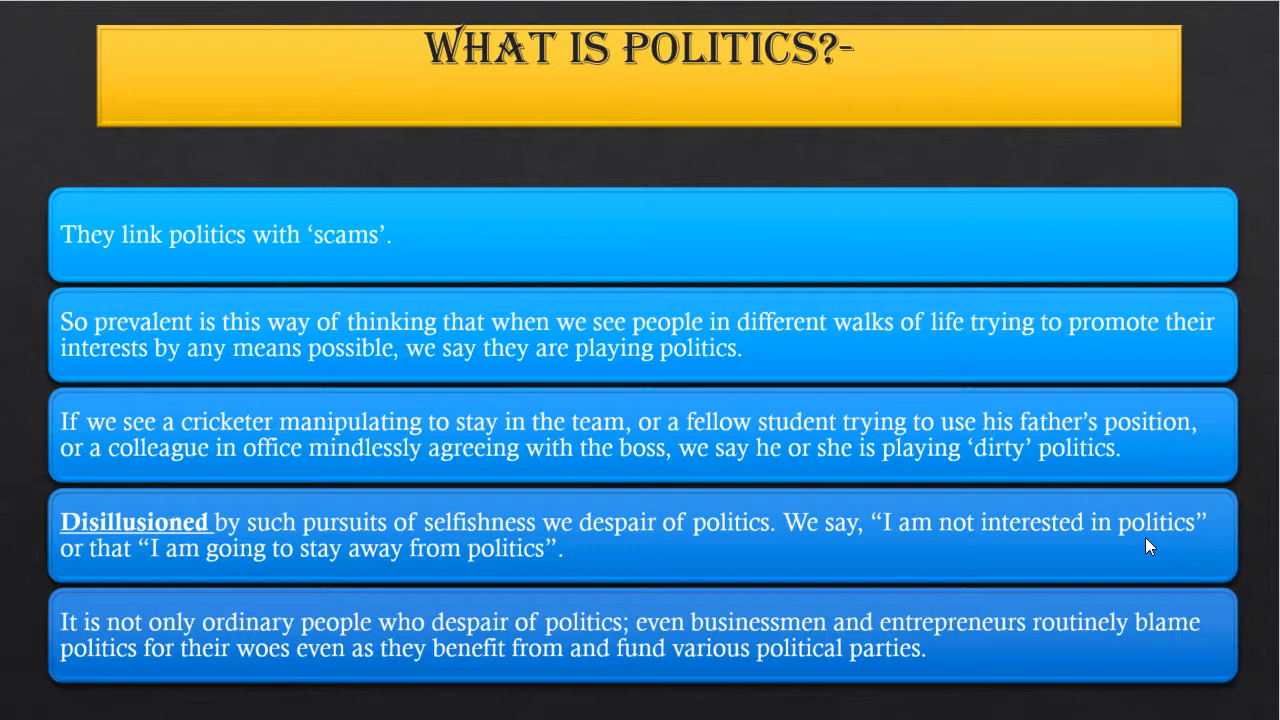 WHAT IS POLITICS?-
They link politics with ‘scams’.
So prevalent is this way of thinking that when we see people in different walks of life trying to promote their
interests by any means possible, we say they are playing politics.
If we see a cricketer manipulating to stay in the team, or a fellow student trying to use his father’s position,
or a colleague in office mindlessly agreeing with the boss, we say he or she is playing ‘dirty’ politics.
Disillusioned by such pursuits of selfishness we despair of politics. We say, “I am not interested in politics”
or that “I am going to stay away from politics”.
It is not only ordinary people who despair of politics; even businessmen and entrepreneurs routinely blame
politics for their woes even as they benefit from and fund various political parties.